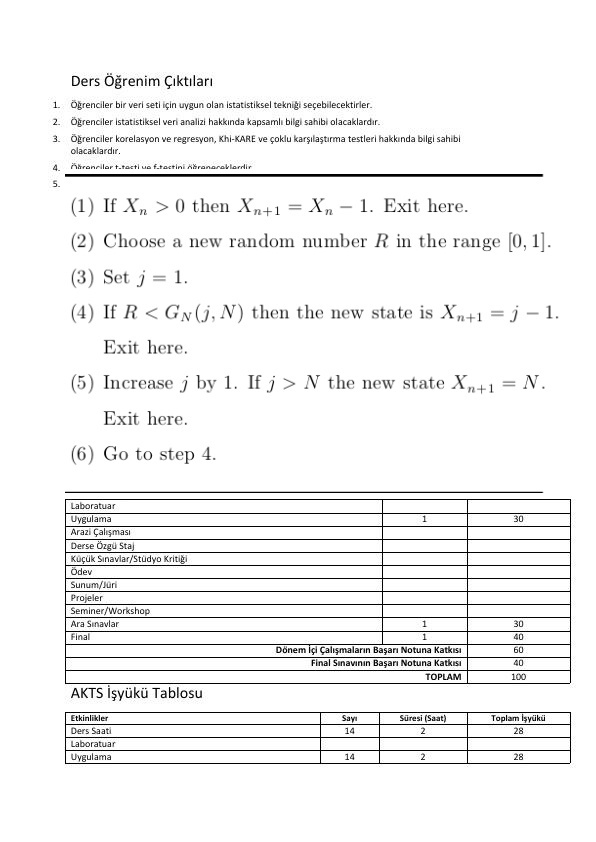 Ders Öğrenim Çıktıları
1. Öğrenciler bir veri seti için uygun olan istatistiksel tekniği seçebilecektirler.
2. Öğrenciler istatistiksel veri analizi hakkında kapsamlı bilgi sahibi olacaklardır.
3. Öğrenciler korelasyon ve regresyon, Khi-KARE ve çoklu karşılaştırma testleri hakkında bilgi sahibi
olacaklardır.
4. Öğrenciler t-testi ve f-testini öğreneceklerdir
5.
(1) If Xₙ > 0 then Xₙ₊₁ = Xₙ − 1. Exit here.
(2) Choose a new random number R in the range [0, 1].
(3) Set j = 1.
(4) If R < G_N(j, N) then the new state is Xₙ₊₁ = j − 1.
Exit here.
(5) Increase j by 1. If j > N the new state Xₙ₊₁ = N.
Exit here.
(6) Go to step 4.
Laboratuar
Uygulama 1 30
Arazi Çalışması
Derse Özgü Staj
Küçük Sınavlar/Stüdyo Kritiği
Ödev
Sunum/Jüri
Projeler
Seminer/Workshop
Ara Sınavlar 1 30
Final 1 40
Dönem İçi Çalışmaların Başarı Notuna Katkısı 60
Final Sınavının Başarı Notuna Katkısı 40
TOPLAM 100
AKTS İşyükü Tablosu
Etkinlikler Sayı Süresi (Saat) Toplam İşyükü
Ders Saati 14 2 28
Laboratuar
Uygulama 14 2 28